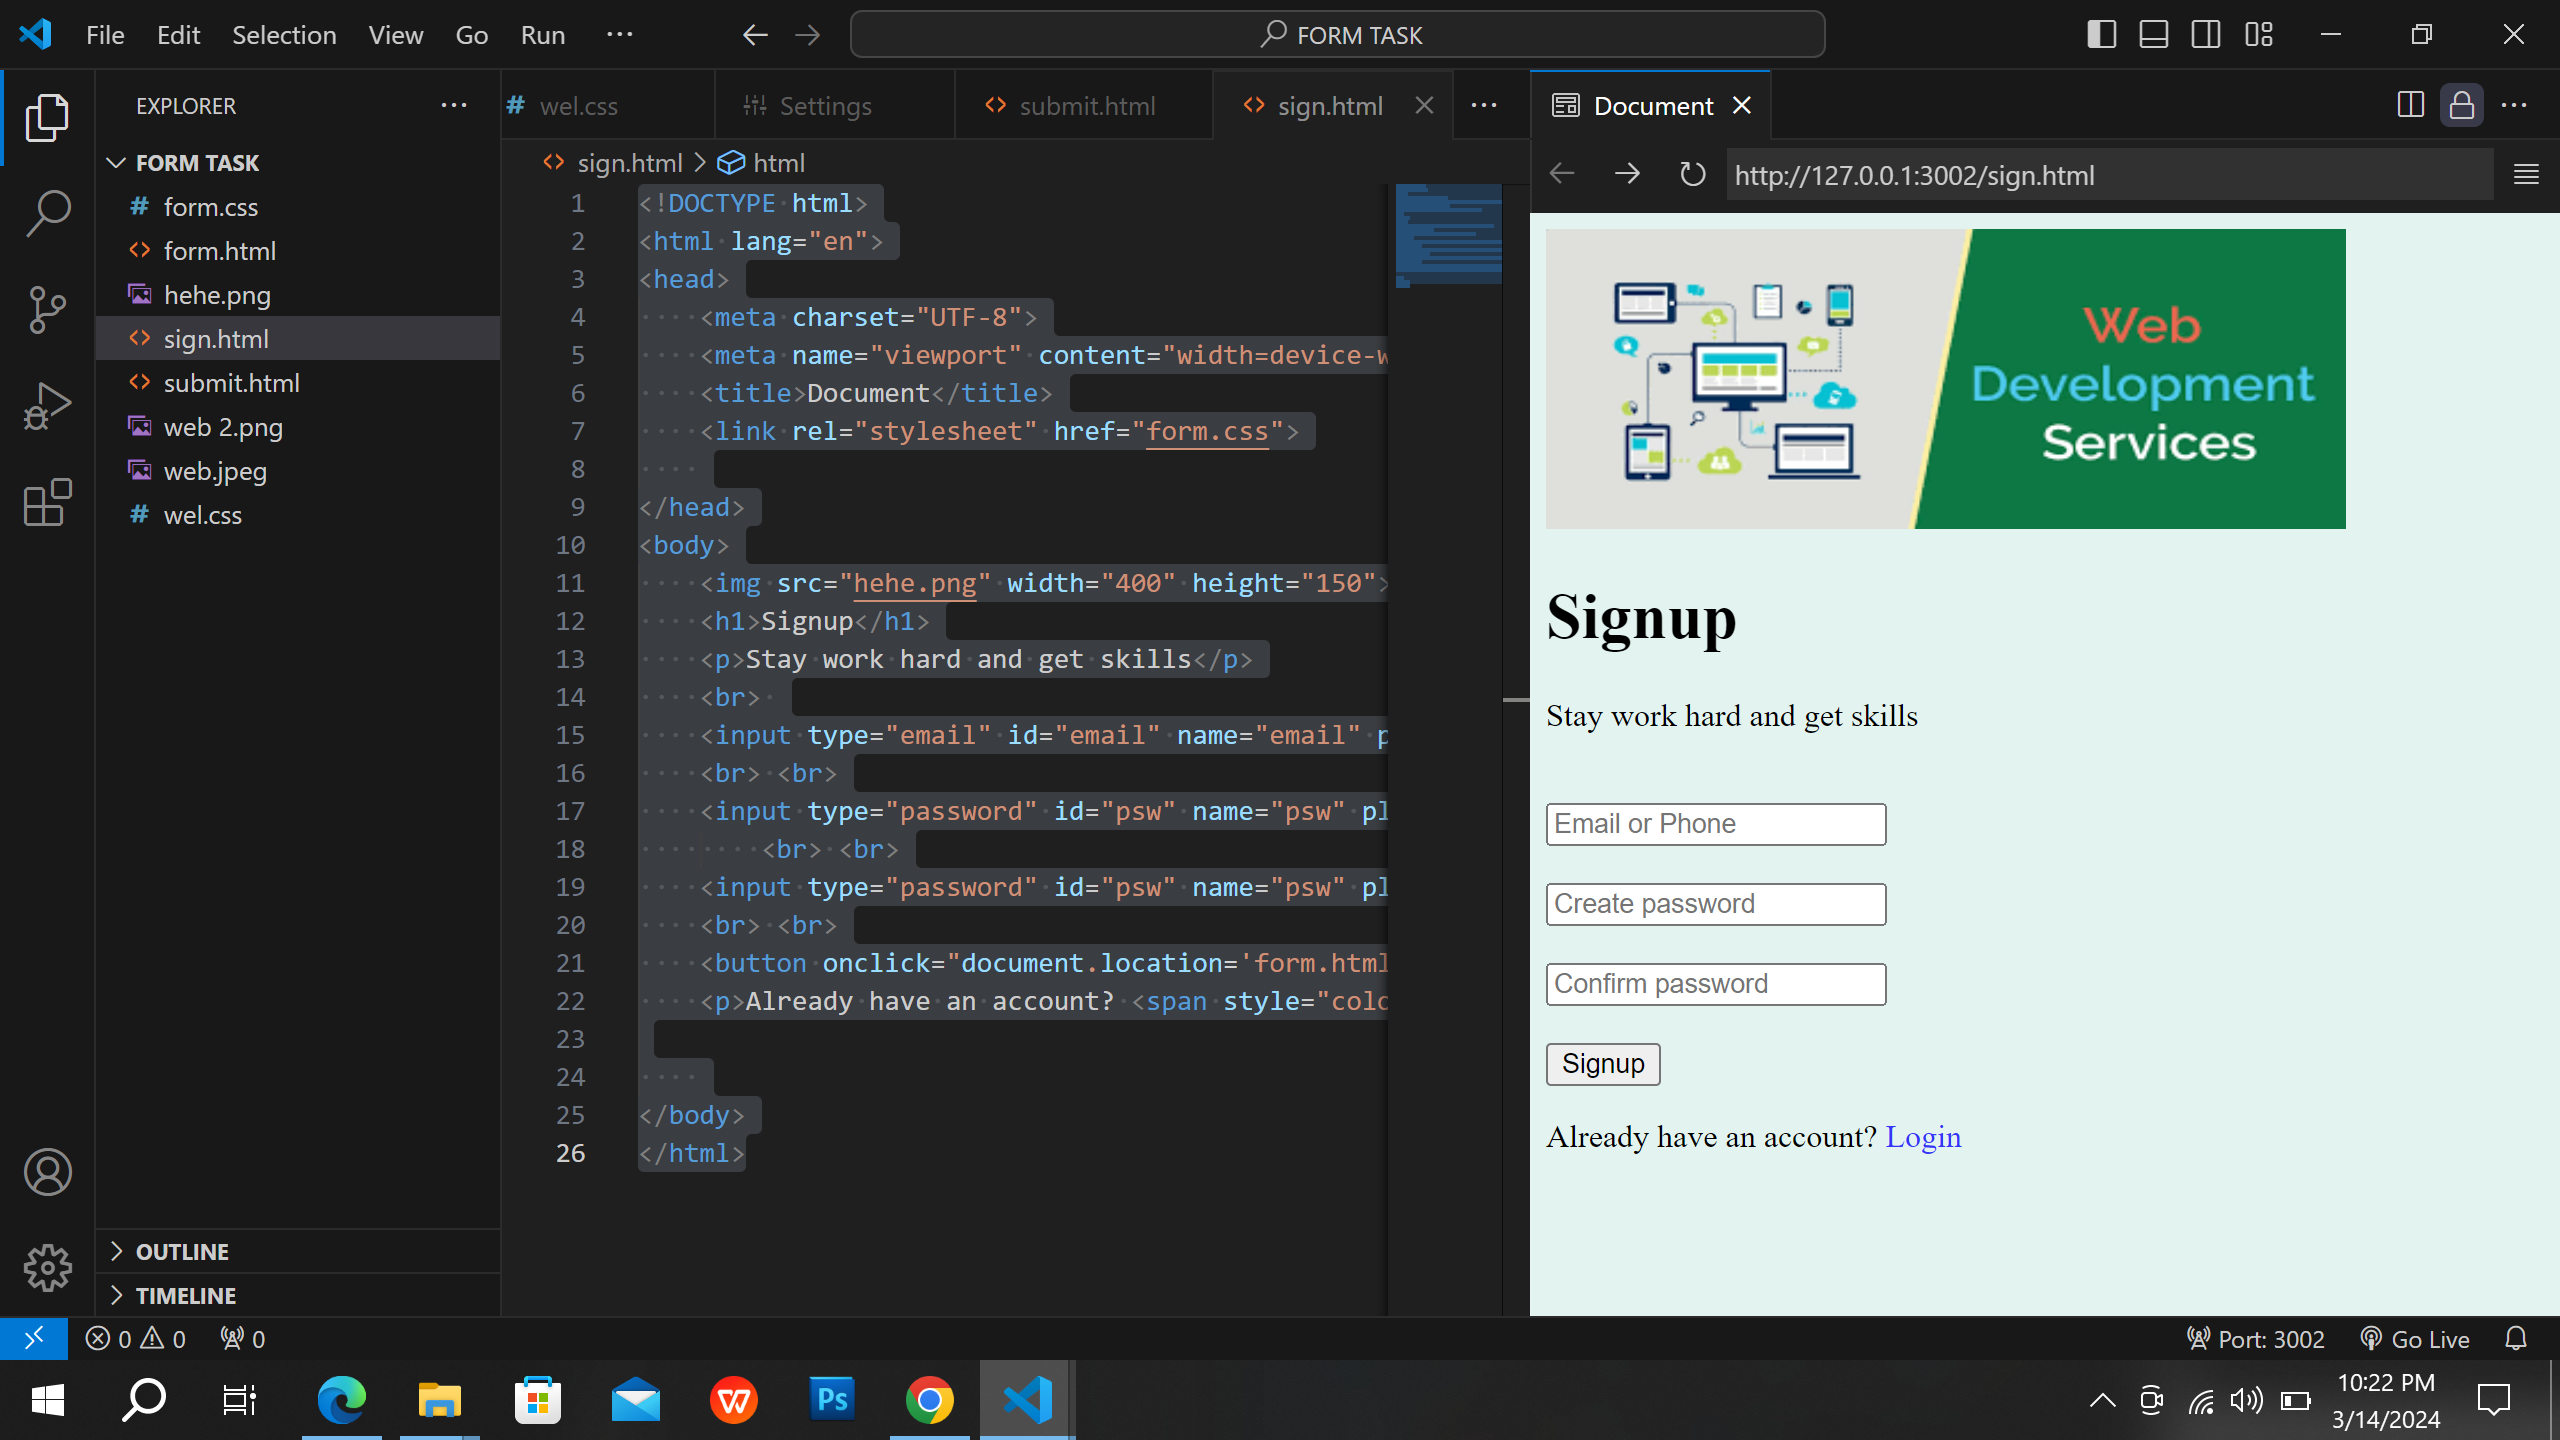 File Edit Selection View Go Run ···
FORM TASK
EXPLORER
FORM TASK
# form.css
<> form.html
hehe.png
<> sign.html
<> submit.html
web 2.png
web.jpeg
# wel.css
OUTLINE
TIMELINE
# wel.css
Settings
<> submit.html
<> sign.html
<> sign.html > html
1 <!DOCTYPE html>
2 <html lang="en">
3 <head>
4 <meta charset="UTF-8">
5 <meta name="viewport" content="width=device-w
6 <title>Document</title>
7 <link rel="stylesheet" href="form.css">
8
9 </head>
10 <body>
11 <img src="hehe.png" width="400" height="150">
12 <h1>Signup</h1>
13 <p>Stay work hard and get skills</p>
14 <br>
15 <input type="email" id="email" name="email" p
16 <br> <br>
17 <input type="password" id="psw" name="psw" pl
18 <br> <br>
19 <input type="password" id="psw" name="psw" pl
20 <br> <br>
21 <button onclick="document.location='form.html
22 <p>Already have an account? <span style="colo
23
24
25 </body>
26 </html>
Document
http://127.0.0.1:3002/sign.html
Web
Development
Services
Signup
Stay work hard and get skills
Email or Phone
Create password
Confirm password
Signup
Already have an account? Login
0 0 0
Port: 3002 Go Live
Ps
10:22 PM
3/14/2024